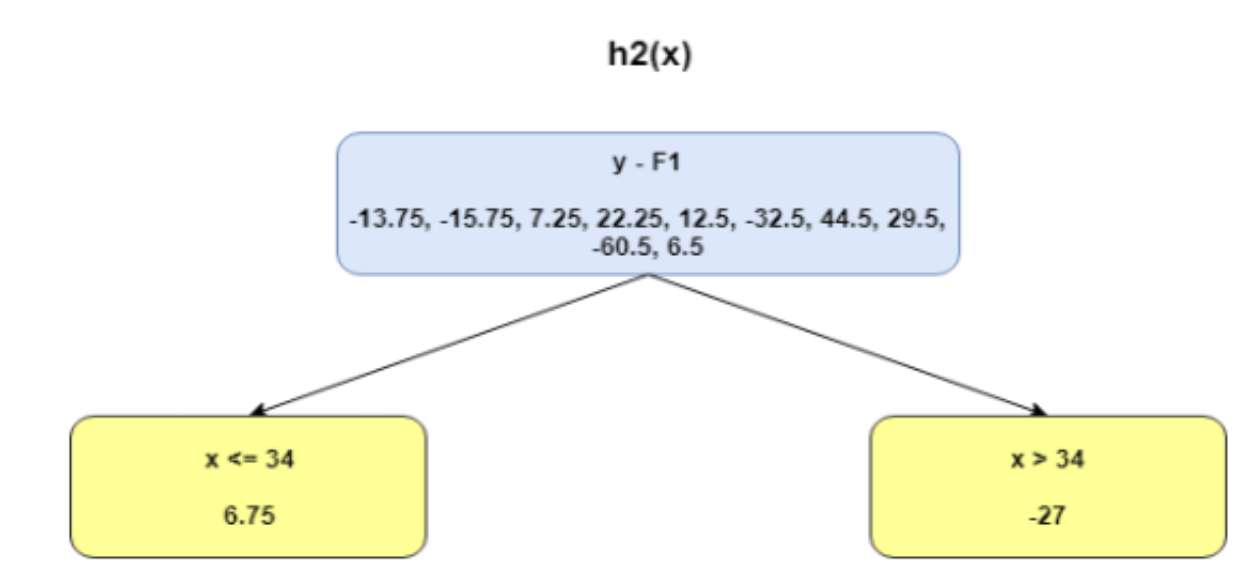 h2(x)
y - F1
-13.75, -15.75, 7.25, 22.25, 12.5, -32.5, 44.5, 29.5,
-60.5, 6.5
x <= 34
6.75
x > 34
-27